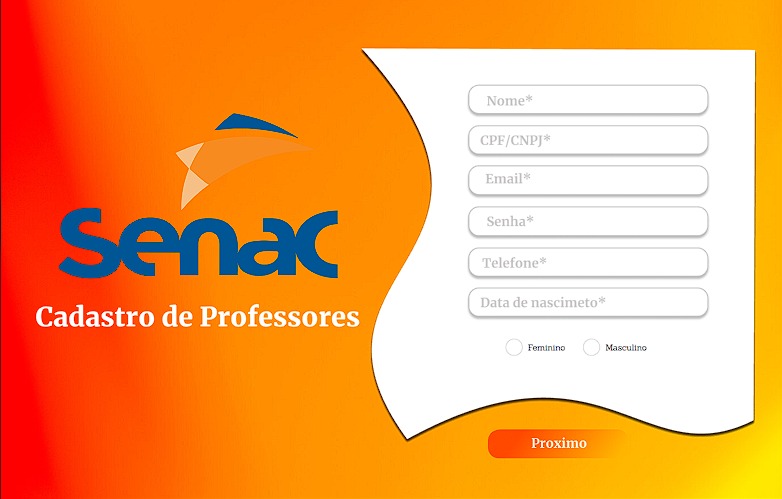 Senac
Cadastro de Professores
Nome*
CPF/CNPJ*
Email*
Senha*
Telefone*
Data de nascimeto*
Feminino Masculino
Proximo